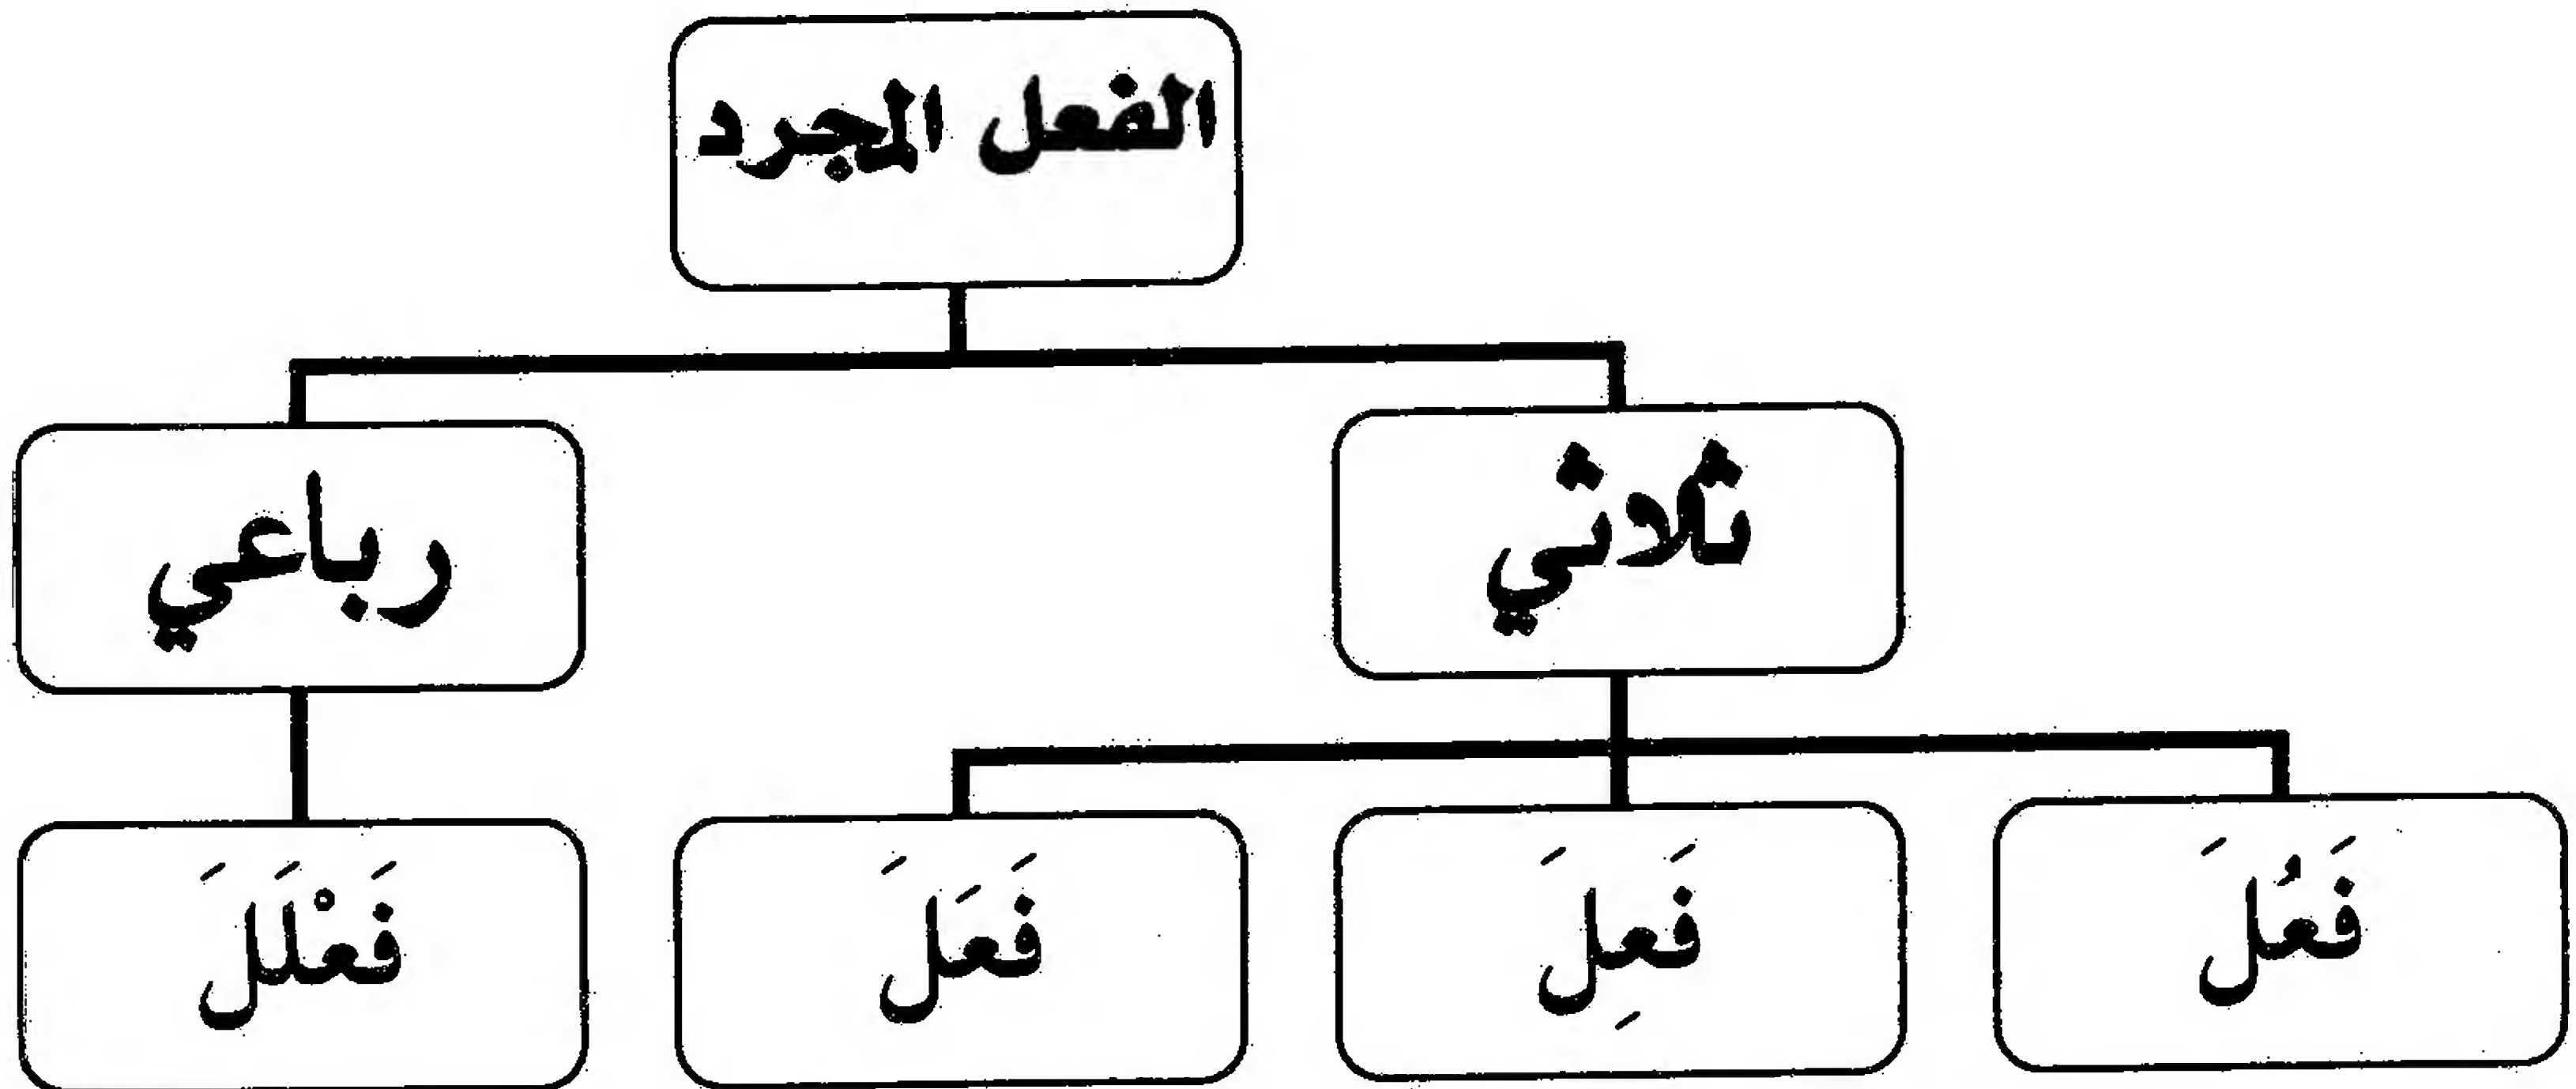 الفعل المجرد
ثلاثي
رباعي
فَعُلَ
فَعِلَ
فَعَلَ
فَعْلَلَ